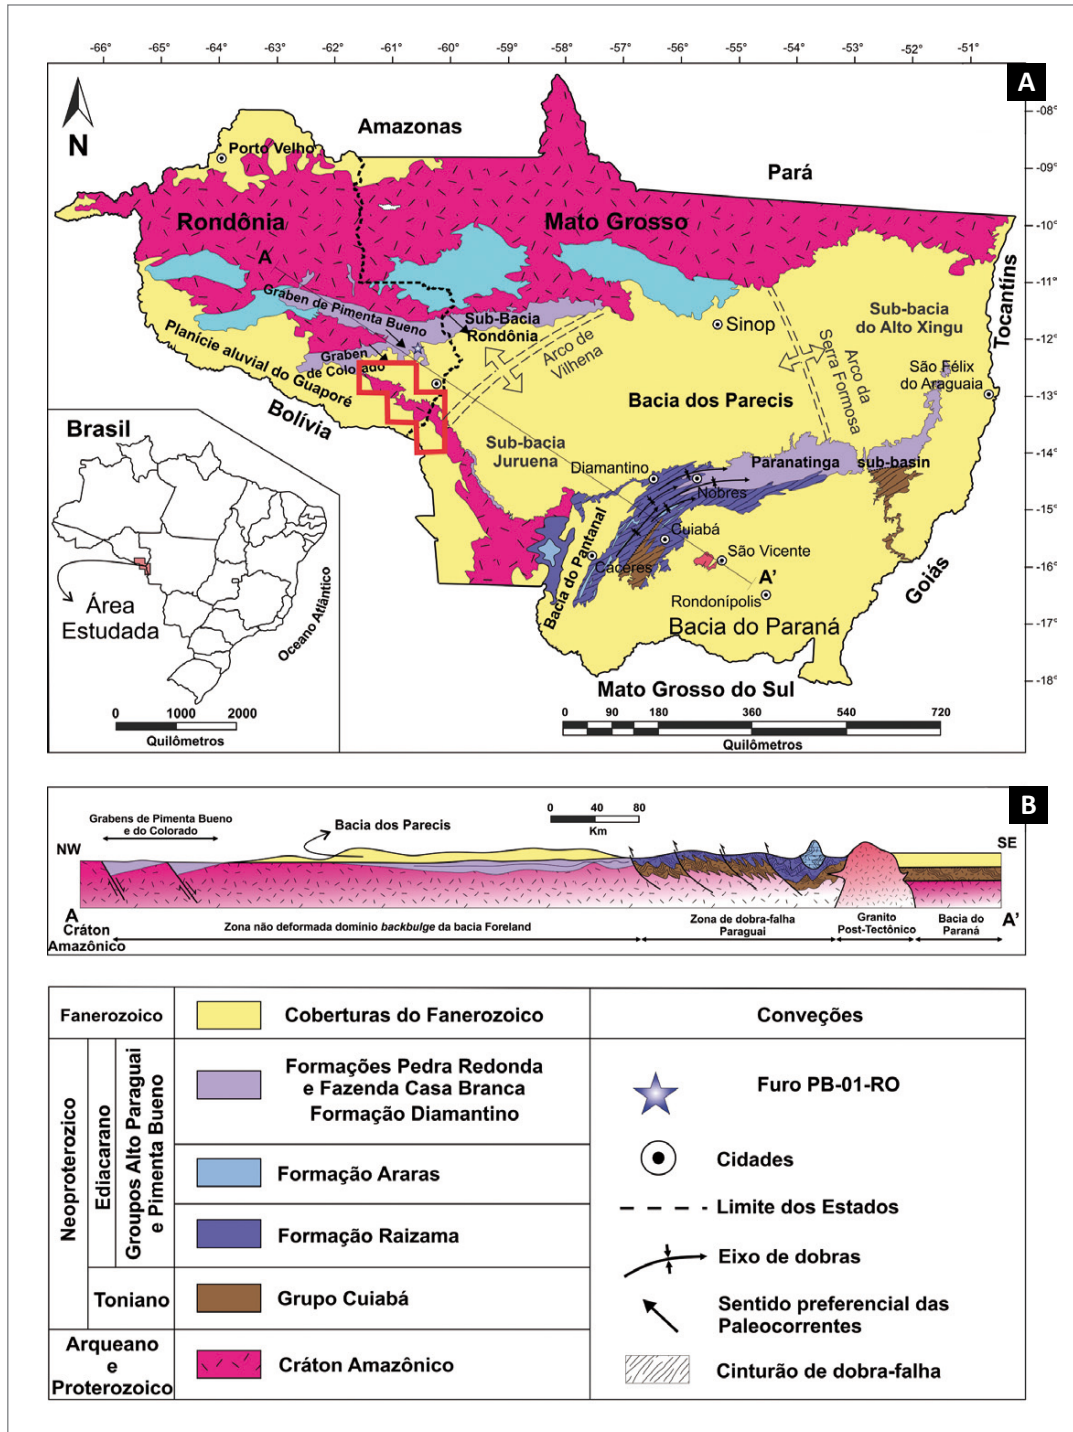 -66° -65° -64° -63° -62° -61° -60° -59° -58° -57° -56° -55° -54° -53° -52° -51°
A
-08°
-09°
-10°
-11°
-12°
-13°
-14°
-15°
-16°
-17°
-18°
N
Amazonas
Porto Velho
Pará
Rondônia
Mato Grosso
A
Graben de Pimenta Bueno
Sub-Bacia
Rondônia
Sinop
Sub-bacia
do Alto Xingu
Tocantíns
Planicie aluvial do Guaporé
Graben
de Colorado
Arco de
Vilhena
Arco da
Serra Formosa
São Félix
do Araguaia
Bolívia
Bacia dos Parecis
Sub-bacia
Juruena
Diamantino
Paranatinga
sub-basin
Nobres
Bacia do Pantanal
Cuiabá
São Vicente
Cáceres
A'
Rondonípolis
Goiás
Bacia do Paraná
Mato Grosso do Sul
Brasil
Área
Estudada
Oceano Atlântico
0 1000 2000
Quilômetros
0 90 180 360 540 720
Quilômetros
B
Grabens de Pimenta Bueno
e do Colorado
Bacia dos Parecis
0 40 80
Km
NW
SE
A
A'
Cráton
Amazônico
Zona não deformada domínio backbulge da bacia Foreland
Zona de dobra-falha
Paraguai
Granito
Post-Tectônico
Bacia do
Paraná
Fanerozoico
Coberturas do Fanerozoico
Conveções
Neoproterozico
Ediacarano
Groupos Alto Paraguai
e Pimenta Bueno
Formações Pedra Redonda
e Fazenda Casa Branca
Formação Diamantino
Formação Araras
Formação Raizama
Toniano
Grupo Cuiabá
Arqueano
e
Proterozoico
Cráton Amazônico
Furo PB-01-RO
Cidades
Limite dos Estados
Eixo de dobras
Sentido preferencial das
Paleocorrentes
Cinturão de dobra-falha